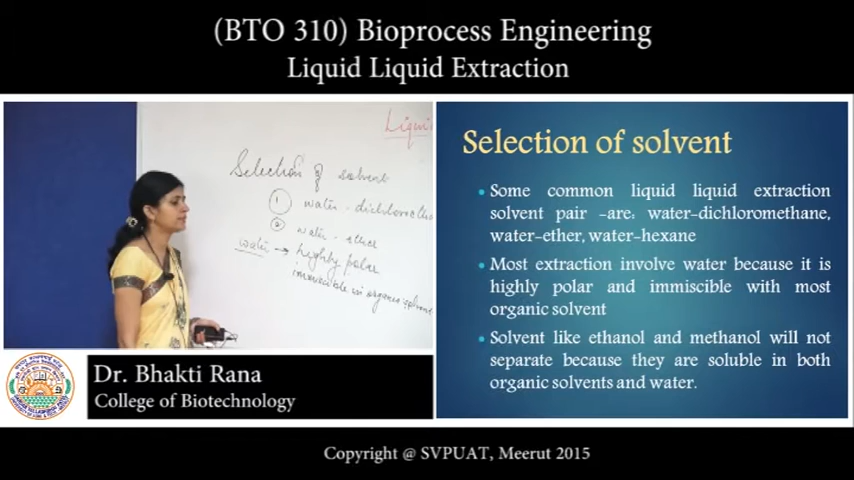 (BTO 310) Bioprocess Engineering
Liquid Liquid Extraction
Selection of solvent
1 water - dichlorometha
2 water - ether
water → highly polar
immiscible in organic solvent
Selection of solvent
• Some common liquid liquid extraction
solvent pair -are: water-dichloromethane,
water-ether, water-hexane
• Most extraction involve water because it is
highly polar and immiscible with most
organic solvent
• Solvent like ethanol and methanol will not
separate because they are soluble in both
organic solvents and water.
Dr. Bhakti Rana
College of Biotechnology
Copyright @ SVPUAT, Meerut 2015